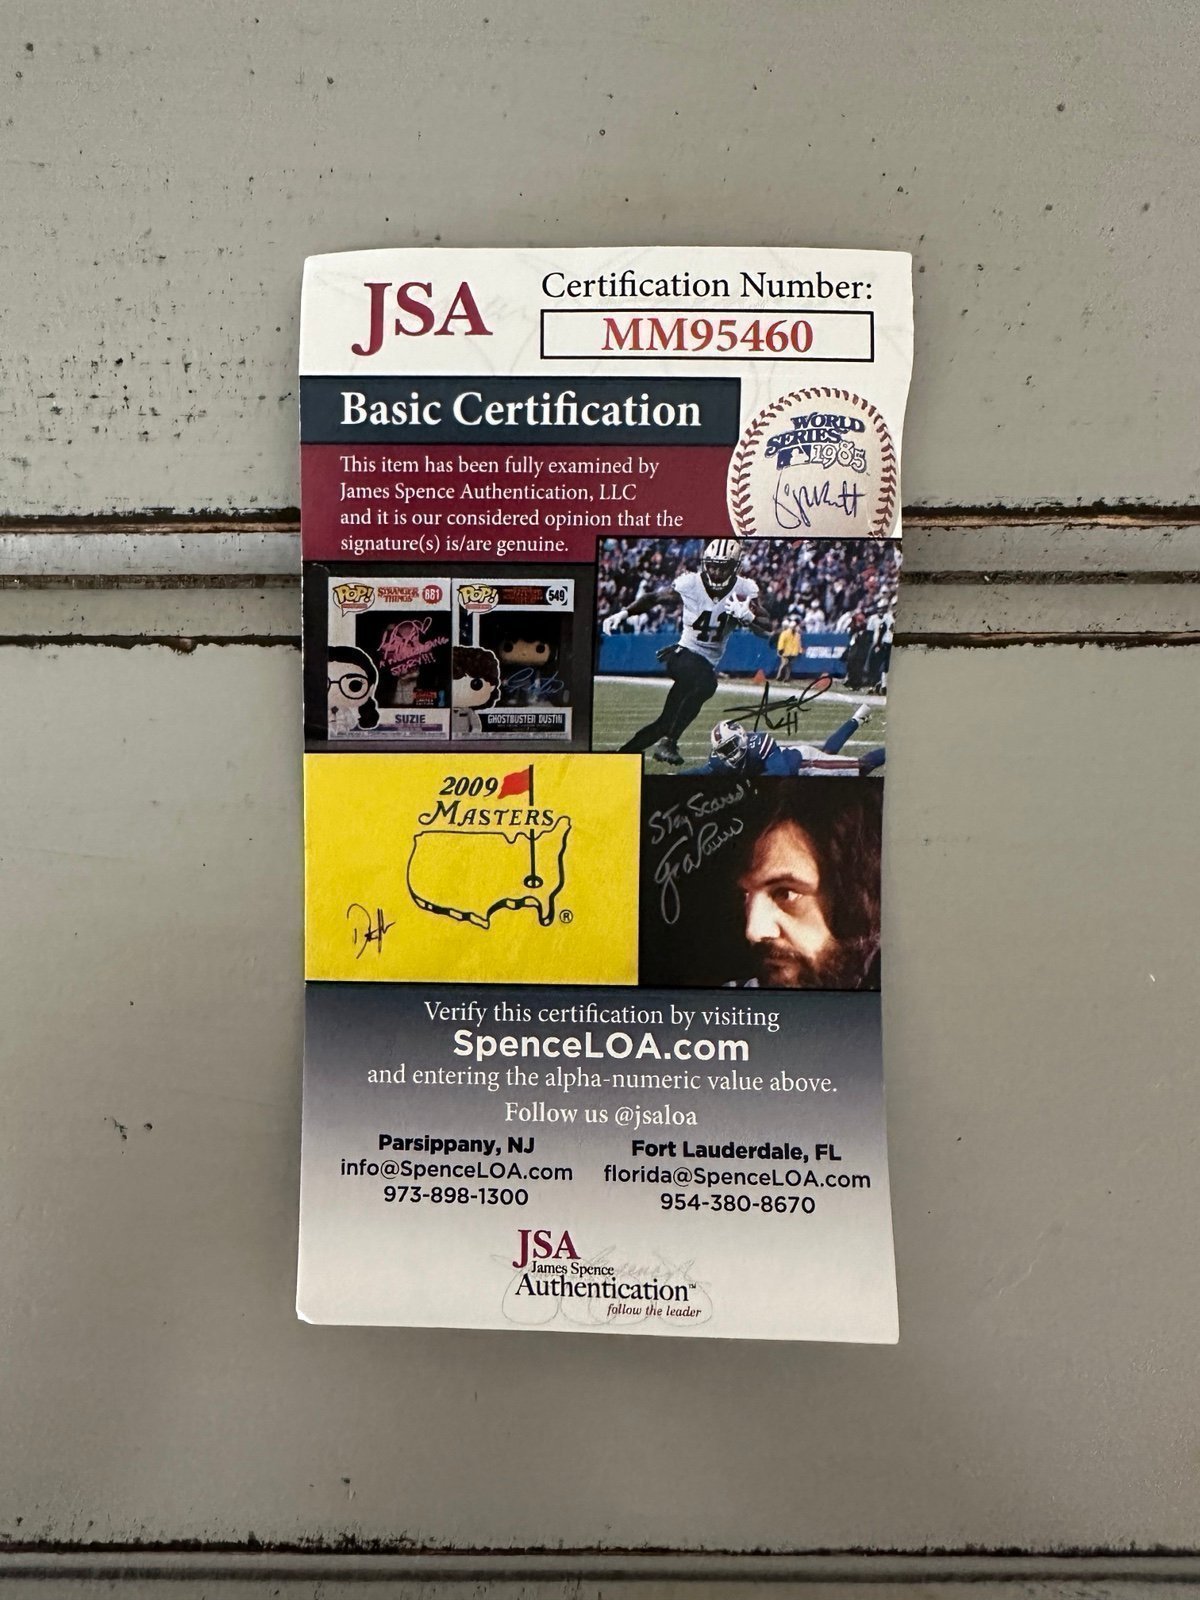 JSA
Certification Number:
MM95460
Basic Certification
This item has been fully examined by
James Spence Authentication, LLC
and it is our considered opinion that the
signature(s) is/are genuine.
WORLD
SERIES
1985
POP!
STRANGER
THINGS
681
A NEVERENDING
STORY!!!
SUZIE
POP!
549
GHOSTBUSTER DUSTIN
41
41
2009
MASTERS
®
Stay Scared!
Verify this certification by visiting
SpenceLOA.com
and entering the alpha-numeric value above.
Follow us @jsaloa
Parsippany, NJ
info@SpenceLOA.com
973-898-1300
Fort Lauderdale, FL
florida@SpenceLOA.com
954-380-8670
JSA
James Spence
Authentication™
follow the leader